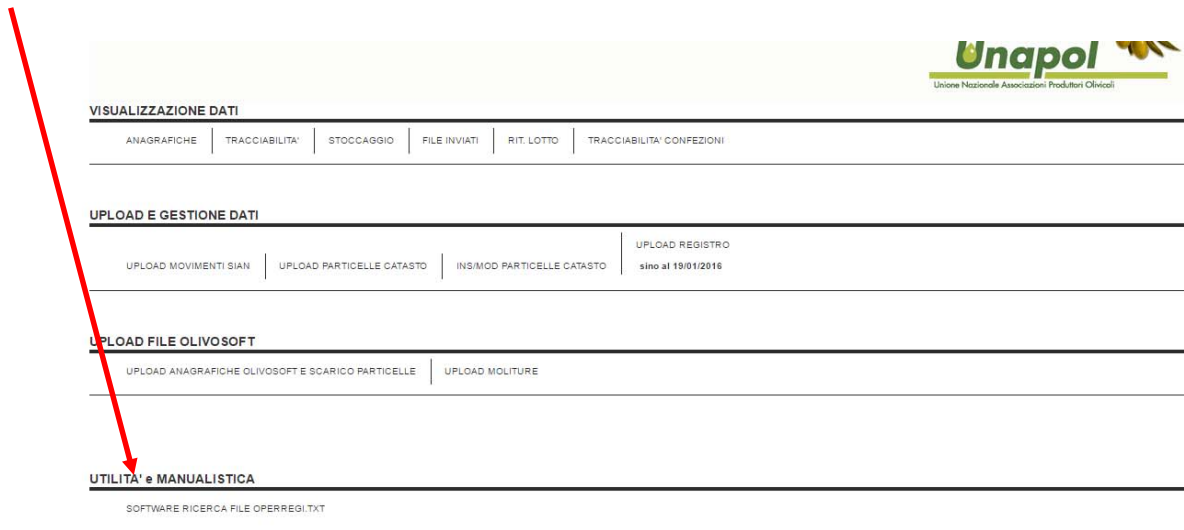 Unapol
Unione Nazionale Associazioni Produttori Olivicoli
VISUALIZZAZIONE DATI
ANAGRAFICHE TRACCIABILITA' STOCCAGGIO FILE INVIATI RIT. LOTTO TRACCIABILITA' CONFEZIONI
UPLOAD E GESTIONE DATI
UPLOAD REGISTRO
UPLOAD MOVIMENTI SIAN UPLOAD PARTICELLE CATASTO INS/MOD PARTICELLE CATASTO sino al 19/01/2016
UPLOAD FILE OLIVOSOFT
UPLOAD ANAGRAFICHE OLIVOSOFT E SCARICO PARTICELLE UPLOAD MOLITURE
UTILITA' e MANUALISTICA
SOFTWARE RICERCA FILE OPERREGI.TXT